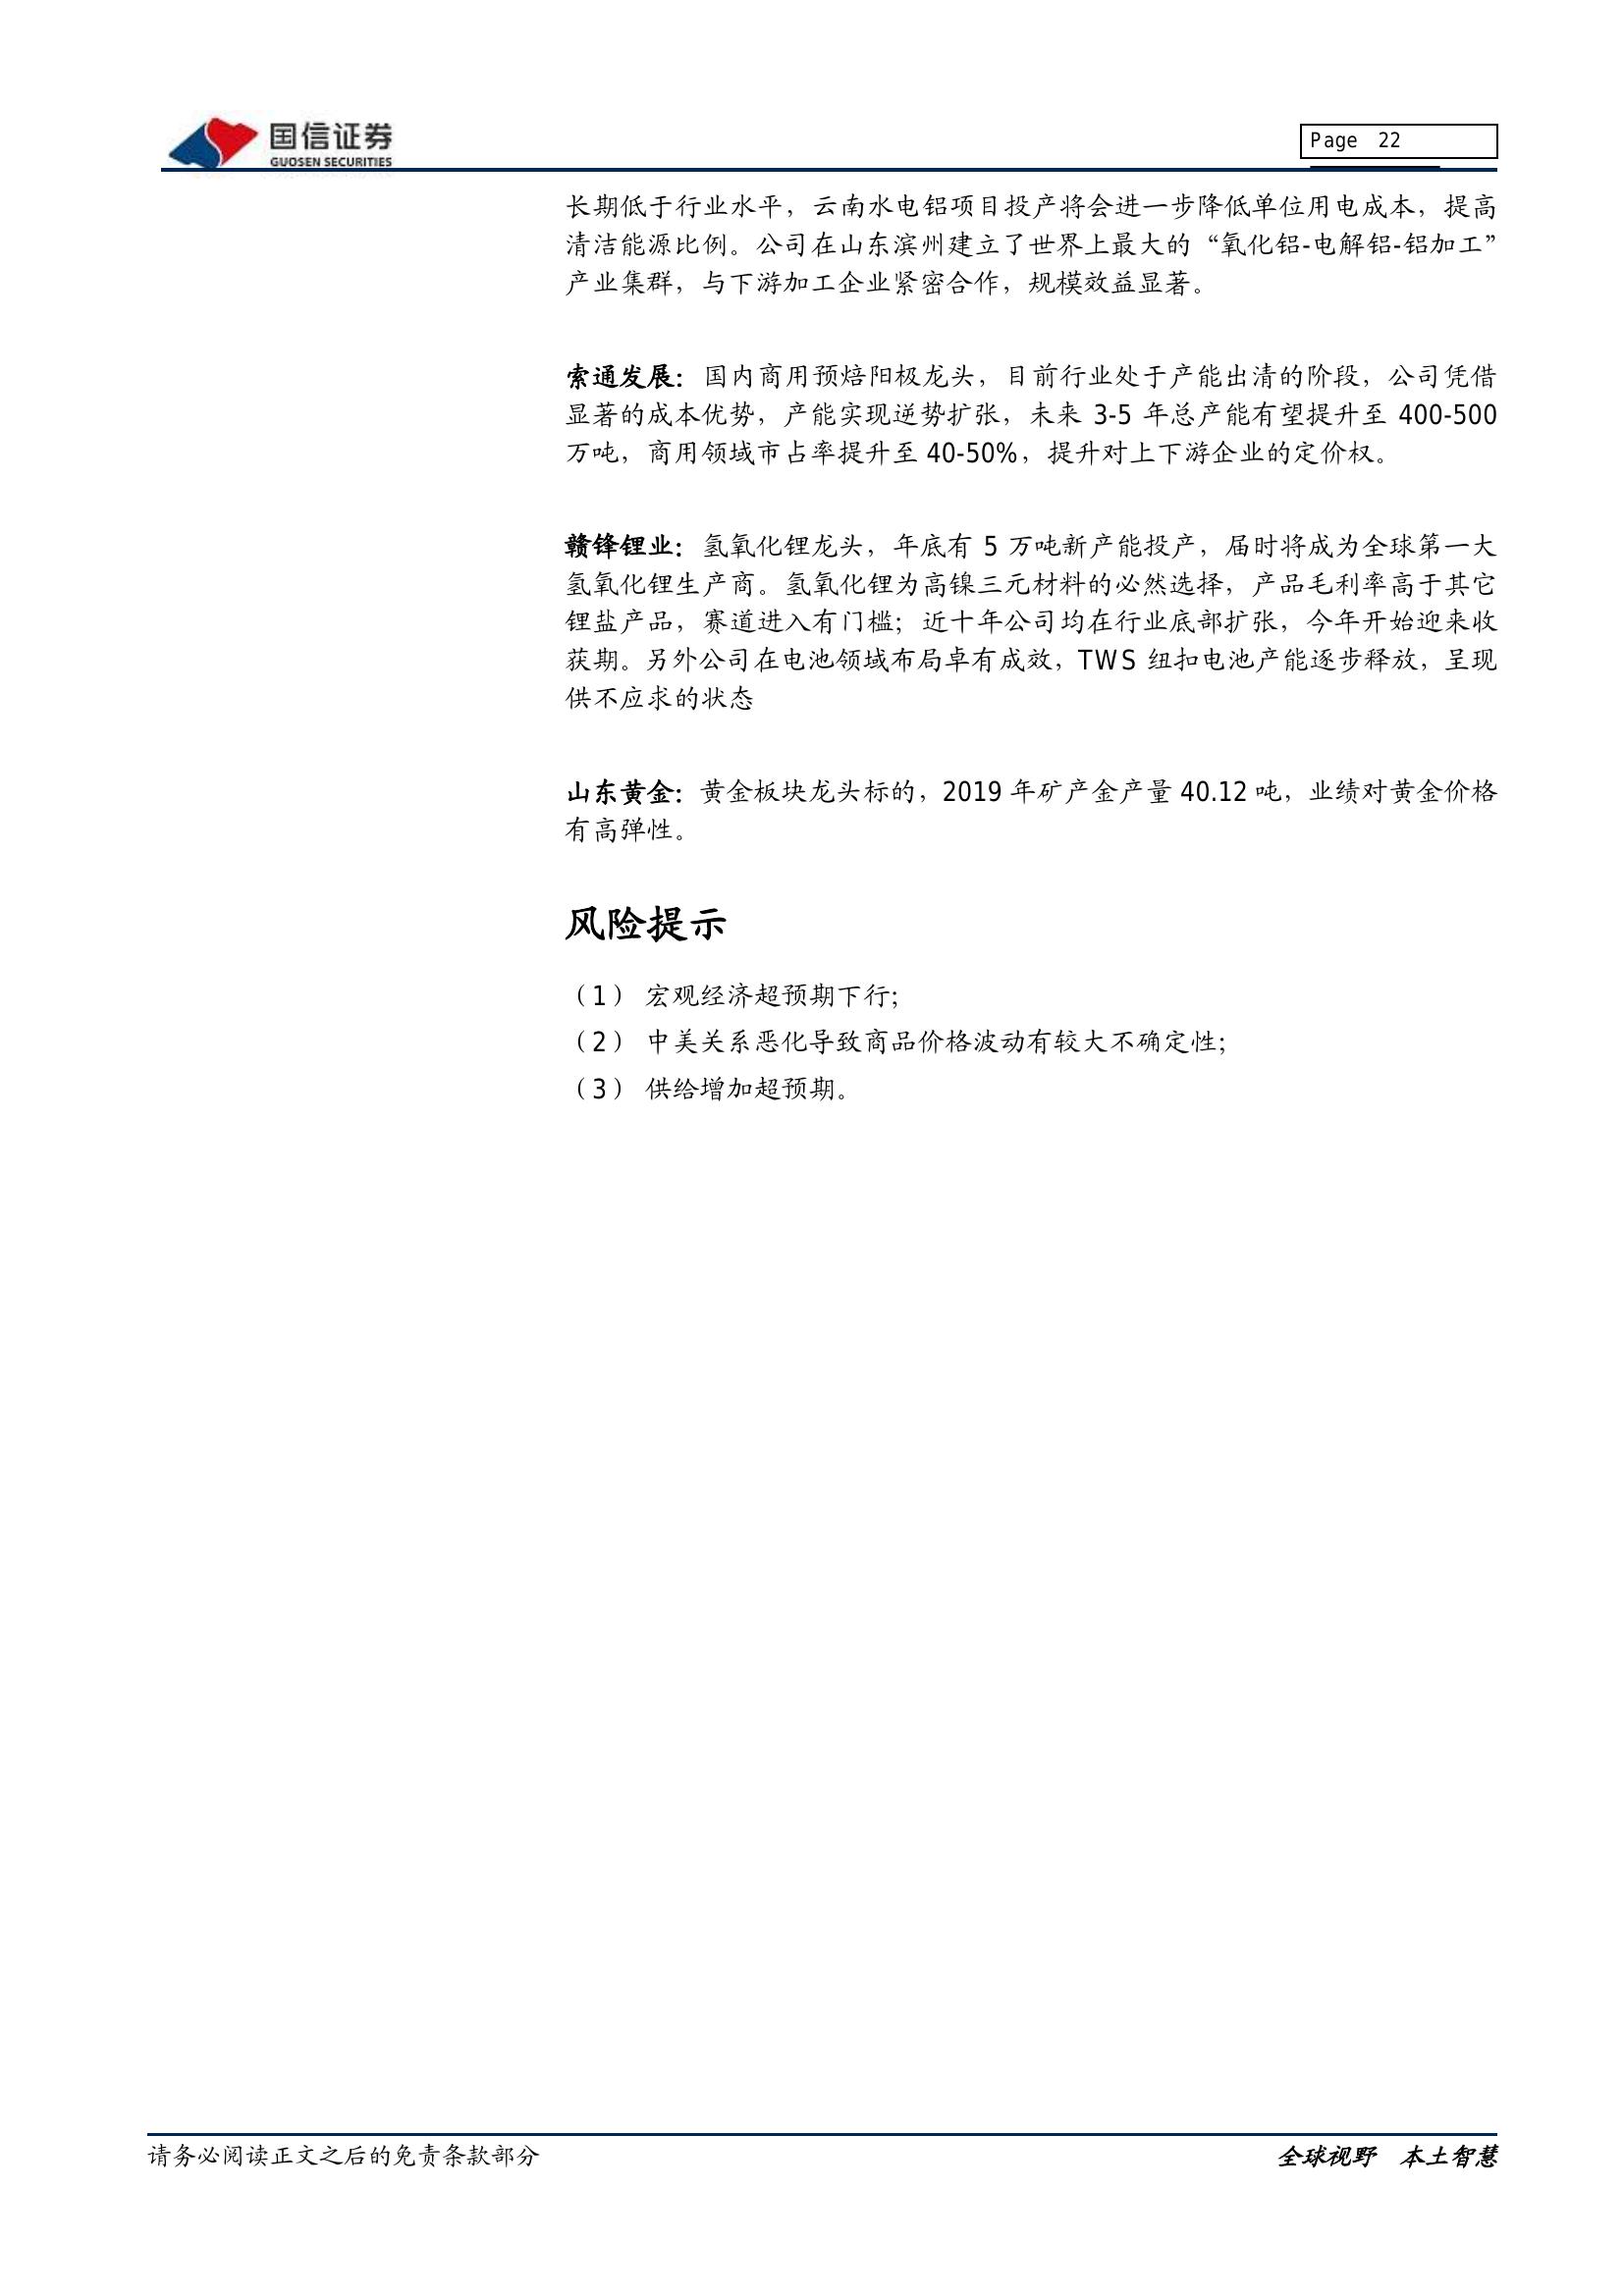 国信证券
GUOSEN SECURITIES
Page 22
长期低于行业水平，云南水电铝项目投产将会进一步降低单位用电成本，提高
清洁能源比例。公司在山东滨州建立了世界上最大的“氧化铝-电解铝-铝加工”
产业集群，与下游加工企业紧密合作，规模效益显著。
索通发展：国内商用预焙阳极龙头，目前行业处于产能出清的阶段，公司凭借
显著的成本优势，产能实现逆势扩张，未来 3-5 年总产能有望提升至 400-500
万吨，商用领域市占率提升至 40-50%，提升对上下游企业的定价权。
赣锋锂业：氢氧化锂龙头，年底有 5 万吨新产能投产，届时将成为全球第一大
氢氧化锂生产商。氢氧化锂为高镍三元材料的必然选择，产品毛利率高于其它
锂盐产品，赛道进入有门槛；近十年公司均在行业底部扩张，今年开始迎来收
获期。另外公司在电池领域布局卓有成效，TWS 纽扣电池产能逐步释放，呈现
供不应求的状态
山东黄金：黄金板块龙头标的，2019 年矿产金产量 40.12 吨，业绩对黄金价格
有高弹性。
风险提示
（1） 宏观经济超预期下行；
（2） 中美关系恶化导致商品价格波动有较大不确定性；
（3） 供给增加超预期。
请务必阅读正文之后的免责条款部分
全球视野 本土智慧